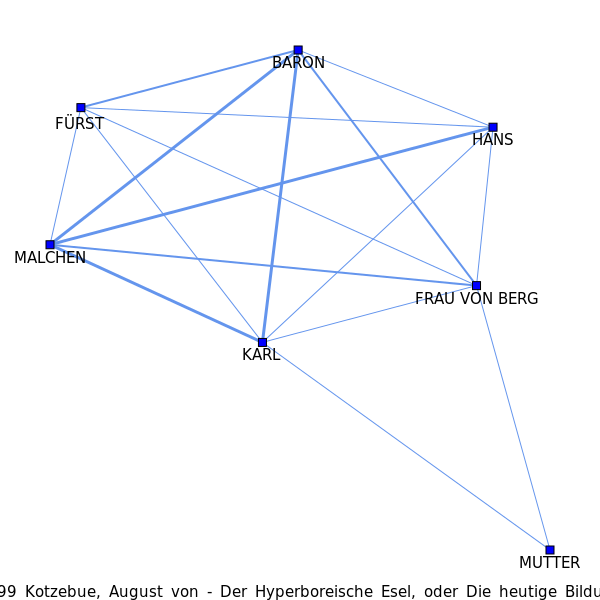 BARON
FÜRST
HANS
MALCHEN
FRAU VON BERG
KARL
MUTTER
99 Kotzebue, August von - Der Hyperboreische Esel, oder Die heutige Bildu